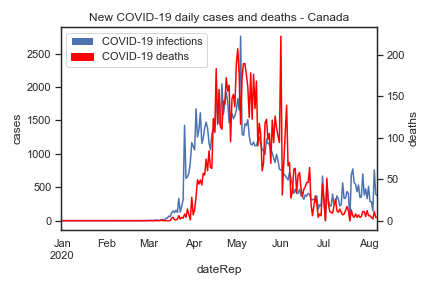 New COVID-19 daily cases and deaths - Canada
COVID-19 infections
COVID-19 deaths
2500
2000
1500
1000
500
0
cases
200
150
100
50
0
deaths
Jan Feb Mar Apr May Jun Jul Aug
2020
dateRep